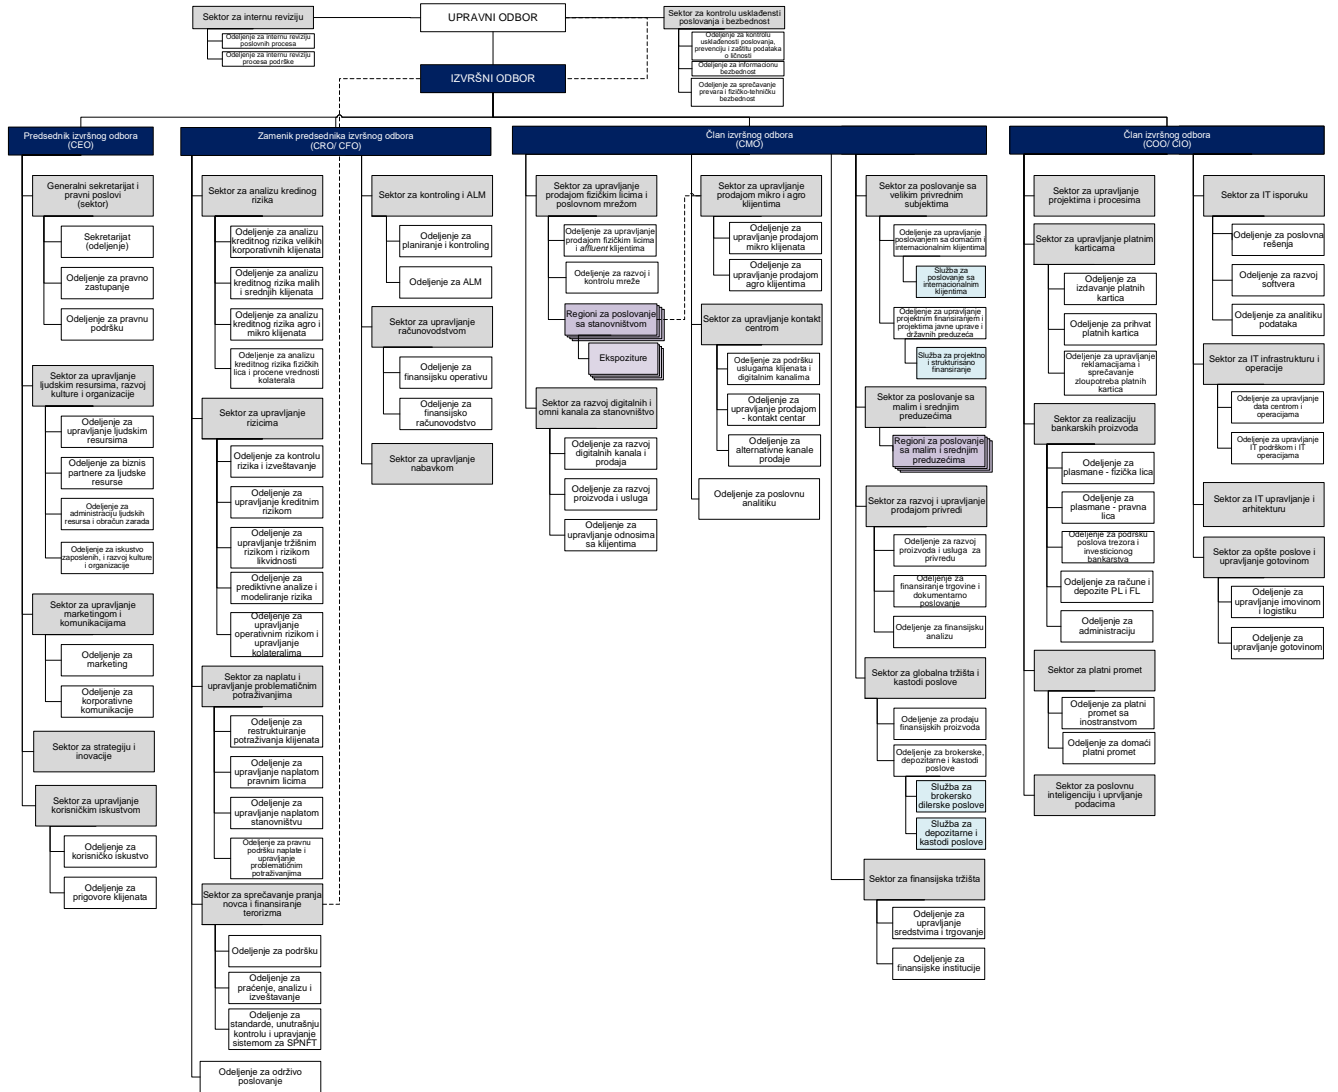 Sektor za internu reviziju
Odeljenje za internu reviziju
poslovnih procesa
Odeljenje za internu reviziju
procesa podrške
UPRAVNI ODBOR
IZVRŠNI ODBOR
Sektor za kontrolu usklađensti
poslovanja i bezbednost
Odeljenje za kontrolu
usklađenosti poslovanja,
prevenciju i zaštitu podataka
o ličnosti
Odeljenje za informacionu
bezbednost
Odeljenje za sprečavanje
prevara i fizičko-tehničku
bezbednost
Predsednik izvršnog odbora
(CEO)
Generalni sekretarijat i
pravni poslovi
(sektor)
Sekretarijat
(odeljenje)
Odeljenje za pravno
zastupanje
Odeljenje za pravnu
podršku
Sektor za upravljanje
ljudskim resursima, razvoj
kulture i organizacije
Odeljenje za
upravljanje ljudskim
resursima
Odeljenje za biznis
partnere za ljudske
resurse
Odeljenje za
administraciju ljudskih
resursa i obračun zarada
Odeljenje za iskustvo
zaposlenih, i razvoj kulture
i organizacije
Sektor za upravljanje
marketingom i
komunikacijama
Odeljenje za
marketing
Odeljenje za
korporativne
komunikacije
Sektor za strategiju i
inovacije
Sektor za upravljanje
korisničkim iskustvom
Odeljenje za
korisničko iskustvo
Odeljenje za
prigovore klijenata
Zamenik predsednika izvršnog odbora
(CRO/ CFO)
Sektor za analizu kredinog
rizika
Odeljenje za analizu
kreditnog rizika velikih
korporativnih klijenata
Odeljenje za analizu
kreditnog rizika malih
i srednjih klijenata
Odeljenje za analizu
kreditnog rizika agro i
mikro klijenata
Odeljenje za analizu
kreditnog rizika fizičkih
lica i procene vrednosti
kolaterala
Sektor za upravljanje
rizicima
Odeljenje za kontrolu
rizika i izveštavanje
Odeljenje za
upravljanje kreditnim
rizikom
Odeljenje za
upravljanje tržišnim
rizikom i rizikom
likvidnosti
Odeljenje za
prediktivne analize i
modeliranje rizika
Odeljenje za
upravljanje
operativnim rizikom i
upravljanje
kolateralima
Sektor za naplatu i
upravljanje problematičnim
potraživanjima
Odeljenje za
restruktuiranje
potraživanja klijenata
Odeljenje za
upravljanje naplatom
pravnim licima
Odeljenje za
upravljanje naplatom
stanovništvu
Odeljenje za pravnu
podršku naplate i
upravljanje
problematičnim
potraživanjima
Sektor za sprečavanje pranja
novca i finansiranje
terorizma
Odeljenje za podršku
Odeljenje za
praćenje, analizu i
izveštavanje
Odeljenje za
standarde, unutrašnju
kontrolu i upravjanje
sistemom za SPNFT
Odeljenje za održivo
poslovanje
Sektor za kontroling i ALM
Odeljenje za
planiranje i kontroling
Odeljenje za ALM
Sektor za upravljanje
računovodstvom
Odeljenje za
finansijsku operativu
Odeljenje za
finansijsko
računovodstvo
Sektor za upravljanje
nabavkom
Član izvršnog odbora
(CMO)
Sektor za upravljanje
prodajom fizičkim licima i
poslovnom mrežom
Odeljenje za upravljanje
prodajom fizičkim licima
i affluent klijentima
Odeljenje za razvoj i
kontrolu mreže
Regioni za poslovanje
sa stanovništvom
Ekspoziture
Sektor za razvoj digitalnih i
omni kanala za stanovništvo
Odeljenje za razvoj
digitalnih kanala i
prodaja
Odeljenje za razvoj
proizvoda i usluga
Odeljenje za
upravljanje odnosima
sa klijentima
Sektor za upravljanje
prodajom mikro i agro
klijentima
Odeljenje za
upravljanje prodajom
mikro klijenata
Odeljenje za
upravljanje prodajom
agro klijentima
Sektor za upravljanje kontakt
centrom
Odeljenje za podršku
uslugama klijenata i
digitalnim kanalima
Odeljenje za
upravljanje prodajom
- kontakt centar
Odeljenje za
alternativne kanale
prodaje
Odeljenje za poslovnu
analitiku
Sektor za poslovanje sa
velikim privrednim
subjektima
Odeljenje za upravljanje
poslovanjem sa domaćim i
internacionalnim klijentima
Služba za
poslovanje sa
internacionalnim
klijentima
Odeljenje za upravljanje
projektnim finansiranjem i
projektima javne uprave i
državnih preduzeća
Služba za projektno
i strukturisano
finansiranje
Sektor za poslovanje sa
malim i srednjim
preduzećima
Regioni za poslovanje
sa malim i srednjim
preduzećima
Sektor za razvoj i upravljanje
prodajom privredi
Odeljenje za razvoj
proizvoda i usluga za
privredu
Odeljenje za
finansiranje trgovine i
dokumentarno
poslovanje
Odeljenje za finansijsku
analizu
Sektor za globalna tržišta i
kastodi poslove
Odeljenje za prodaju
finansijskih proizvoda
Odeljenje za brokerske,
depozitarne i kastodi
poslove
Služba za
brokersko
dilerske poslove
Služba za
depozitarne i
kastodi poslove
Sektor za finansijska tržišta
Odeljenje za
upravljanje
sredstvima i trgovanje
Odeljenje za
finansijske institucije
Član izvršnog odbora
(COO/ CIO)
Sektor za upravljanje
projektima i procesima
Sektor za upravljanje platnim
karticama
Odeljenje za
izdavanje platnih
kartica
Odeljenje za prihvat
platnih kartica
Odeljenje za upravljanje
reklamacijama i
sprečavanje
zloupotreba platnih
kartica
Sektor za realizaciju
bankarskih proizvoda
Odeljenje za
plasmane - fizička lica
Odeljenje za
plasmane - pravna
lica
Odeljenje za podršku
poslova trezora i
investicionog
bankarstva
Odeljenje za račune i
depozite PL i FL
Odeljenje za
administraciju
Sektor za platni promet
Odeljenje za platni
promet sa
inostranstvom
Odeljenje za domaći
platni promet
Sektor za poslovnu
inteligenciju i uprvljanje
podacima
Sektor za IT isporuku
Odeljenje za poslovna
rešenja
Odeljenje za razvoj
softvera
Odeljenje za analitiku
podataka
Sektor za IT infrastrukturu i
operacije
Odeljenje za upravljanje
data centrom i
operacijama
Odeljenje za upravljanje
IT podrškom i IT
operacijama
Sektor za IT upravljanje i
arhitekturu
Sektor za opšte poslove i
upravljanje gotovinom
Odeljenje za
upravljanje imovinom i
logistiku
Odeljenje za
upravljanje gotovinom